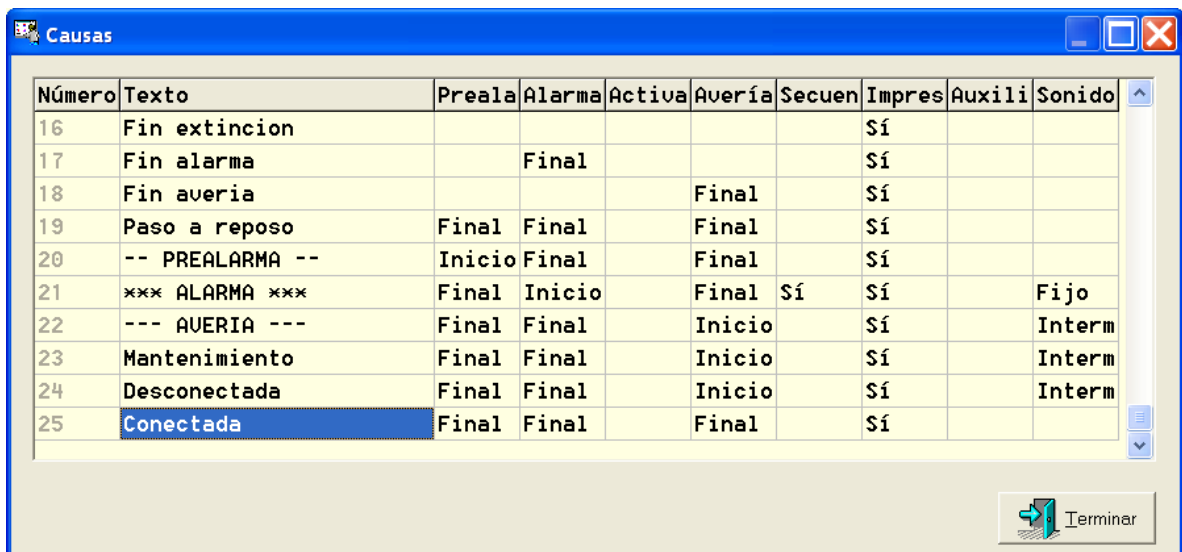 Causas
Número Texto Preala Alarma Activa Avería Secuen Impres Auxili Sonido
16 Fin extincion Sí
17 Fin alarma Final Sí
18 Fin averia Final Sí
19 Paso a reposo Final Final Final Sí
20 -- PREALARMA -- Inicio Final Final Sí
21 *** ALARMA *** Final Inicio Final Sí Sí Fijo
22 --- AVERIA --- Final Final Inicio Sí Interm
23 Mantenimiento Final Final Inicio Sí Interm
24 Desconectada Final Final Inicio Sí Interm
25 Conectada Final Final Final Sí
Terminar